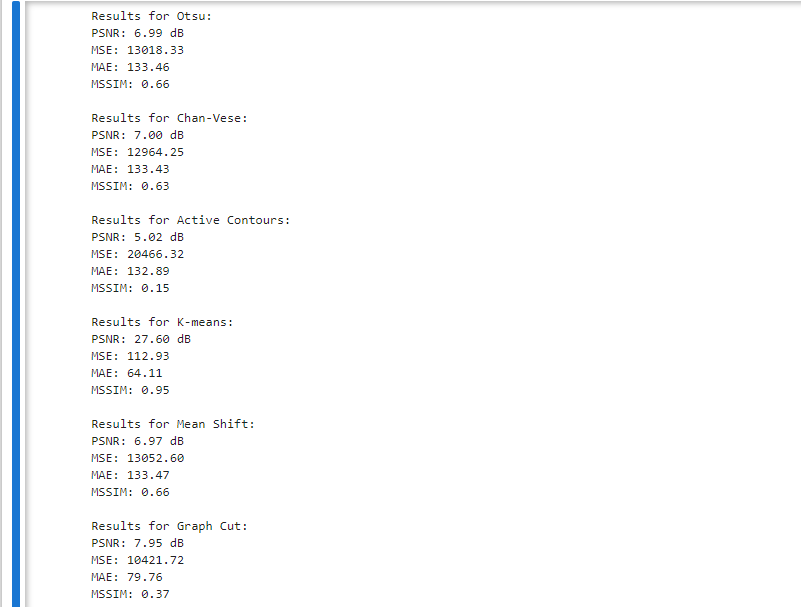 Results for Otsu:
PSNR: 6.99 dB
MSE: 13018.33
MAE: 133.46
MSSIM: 0.66
Results for Chan-Vese:
PSNR: 7.00 dB
MSE: 12964.25
MAE: 133.43
MSSIM: 0.63
Results for Active Contours:
PSNR: 5.02 dB
MSE: 20466.32
MAE: 132.89
MSSIM: 0.15
Results for K-means:
PSNR: 27.60 dB
MSE: 112.93
MAE: 64.11
MSSIM: 0.95
Results for Mean Shift:
PSNR: 6.97 dB
MSE: 13052.60
MAE: 133.47
MSSIM: 0.66
Results for Graph Cut:
PSNR: 7.95 dB
MSE: 10421.72
MAE: 79.76
MSSIM: 0.37